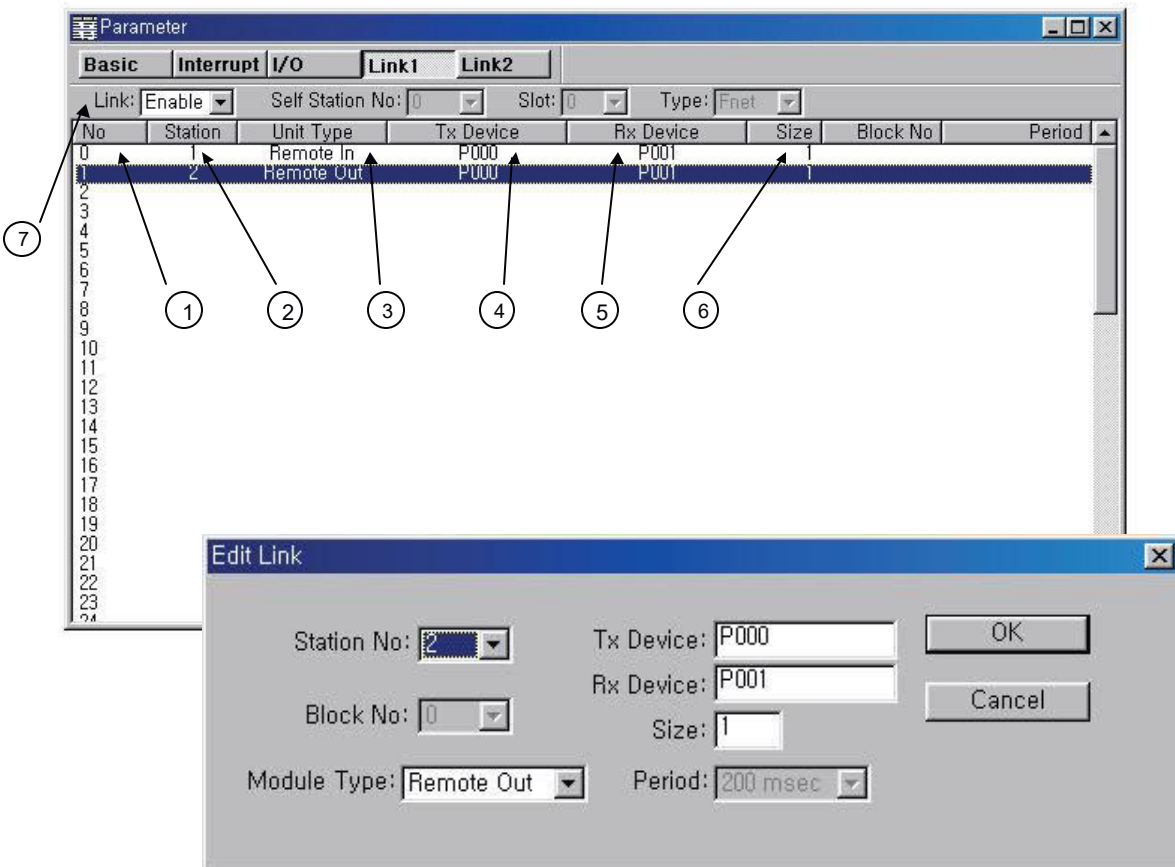 Parameter
Basic Interrupt I/O Link1 Link2
Link: Enable Self Station No: 0 Slot: 0 Type: Fnet
No Station Unit Type Tx Device Rx Device Size Block No Period
0 1 Remote In P000 P001 1
1 2 Remote Out P000 P001 1
2
3
4
5
6
7
8
9
10
11
12
13
14
15
16
17
18
19
20
21
22
23
24
7
1 2 3 4 5 6
Edit Link
Station No: 2 Tx Device: P000 OK
Rx Device: P001 Cancel
Block No: 0 Size: 1
Module Type: Remote Out Period: 200 msec